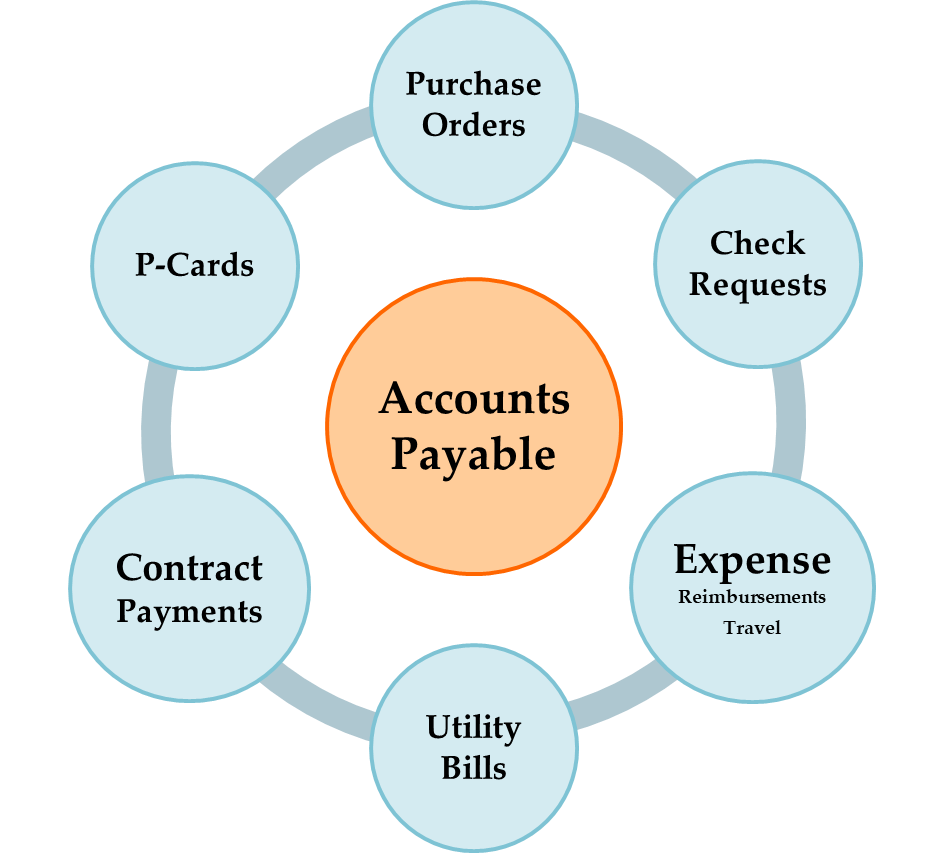 Purchase
Orders
Check
Requests
P-Cards
Accounts
Payable
Expense
Reimbursements
Travel
Contract
Payments
Utility
Bills